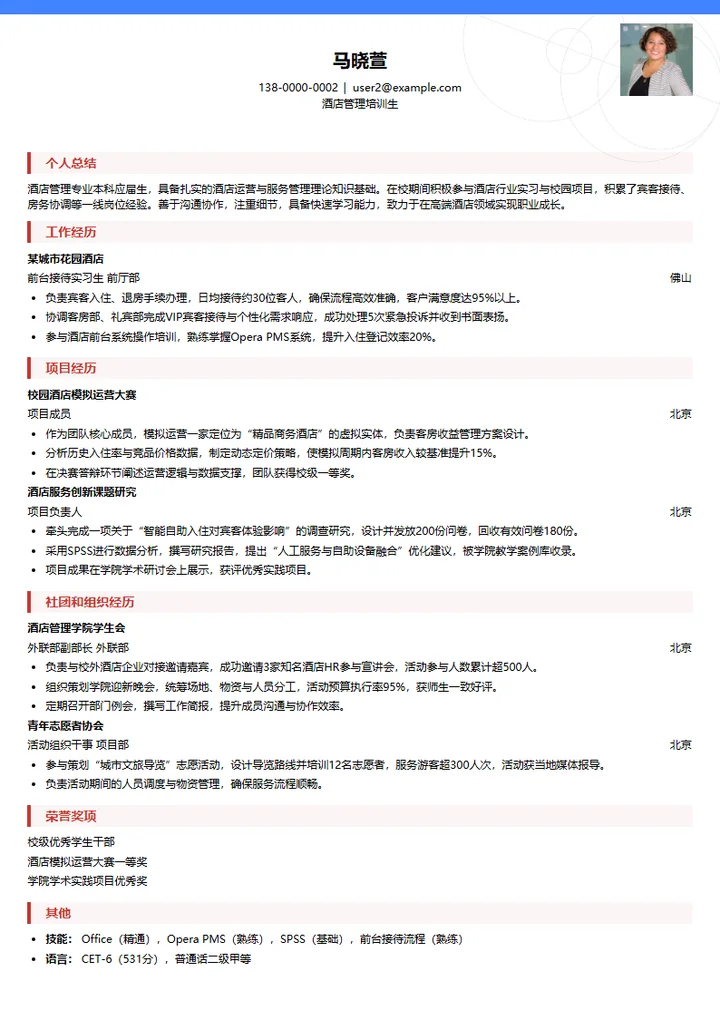 马晓萱
138-0000-0002 | user2@example.com
酒店管理培训生
个人总结
酒店管理专业本科应届生，具备扎实的酒店运营与服务管理理论知识基础。在校期间积极参与酒店行业实习与校园项目，积累了宾客接待、
房务协调等一线岗位经验。善于沟通协作，注重细节，具备快速学习能力，致力于在高端酒店领域实现职业成长。
工作经历
某城市花园酒店
前台接待实习生 前厅部 佛山
• 负责宾客入住、退房手续办理，日均接待约30位客人，确保流程高效准确，客户满意度达95%以上。
• 协调客房部、礼宾部完成VIP宾客接待与个性化需求响应，成功处理5次紧急投诉并收到书面表扬。
• 参与酒店前台系统操作培训，熟练掌握Opera PMS系统，提升入住登记效率20%。
项目经历
校园酒店模拟运营大赛
项目成员 北京
• 作为团队核心成员，模拟运营一家定位为“精品商务酒店”的虚拟实体，负责客房收益管理方案设计。
• 分析历史入住率与竞品价格数据，制定动态定价策略，使模拟周期内客房收入较基准提升15%。
• 在决赛答辩环节阐述运营逻辑与数据支撑，团队获得校级一等奖。
酒店服务创新课题研究
项目负责人 北京
• 牵头完成一项关于“智能自助入住对宾客体验影响”的调查研究，设计并发放200份问卷，回收有效问卷180份。
• 采用SPSS进行数据分析，撰写研究报告，提出“人工服务与自助设备融合”优化建议，被学院教学案例库收录。
• 项目成果在学院学术研讨会上展示，获评优秀实践项目。
社团和组织经历
酒店管理学院学生会
外联部副部长 外联部 北京
• 负责与校外酒店企业对接邀请嘉宾，成功邀请3家知名酒店HR参与宣讲会，活动参与人数累计超500人。
• 组织策划学院迎新晚会，统筹场地、物资与人员分工，活动预算执行率95%，获师生一致好评。
• 定期召开部门例会，撰写工作简报，提升成员沟通与协作效率。
青年志愿者协会
活动组织干事 项目部 北京
• 参与策划“城市文旅导览”志愿活动，设计导览路线并培训12名志愿者，服务游客超300人次，活动获当地媒体报导。
• 负责活动期间的人员调度与物资管理，确保服务流程顺畅。
荣誉奖项
校级优秀学生干部
酒店模拟运营大赛一等奖
学院学术实践项目优秀奖
其他
• 技能： Office（精通），Opera PMS（熟练），SPSS（基础），前台接待流程（熟练）
• 语言： CET-6（531分），普通话二级甲等